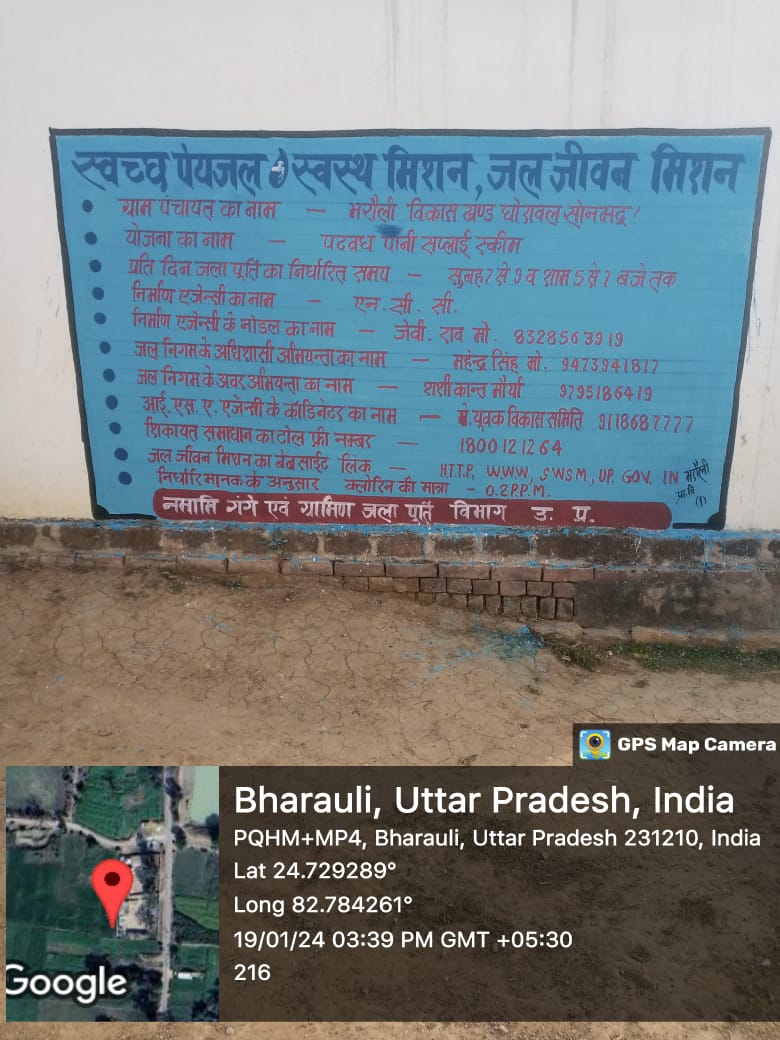 स्वच्छ पेयजल स्वस्थ मिशन, जल जीवन मिशन
ग्राम पंचायत का नाम — भरौली विकास खण्ड घोरावल सोनभद्र
योजना का नाम — पटवध पानी सप्लाई स्कीम
प्रति दिन जला पूर्ति का निर्धारित समय — सुबह 7 से 9 व शाम 5 से 7 बजे तक
निर्माण एजेन्सी का नाम — एन. सी. सी.
निर्माण एजेन्सी के नोडल का नाम — जेवी. राव मो. 8328563919
जल निगम के अधिशासी अभियन्ता का नाम — महेन्द्र सिंह मो. 9473941817
जल निगम के अवर अभियन्ता का नाम — शशी कान्त मौर्या 9795186419
आई. एस. ए. एजेन्सी के कॉडिनेटर का नाम — युवक विकास समिति 9118687777
शिकायत समाधान का टोल फ्री नम्बर — 1800121264
जल जीवन मिशन का बेबसाईट लिंक — H.T.T.P, W.W.W, S.W.S.M, UP. GOV. IN
निर्धारि मानक के अनुसार क्लोरिन की मात्रा - 0.2P.P.M.
भरौली
प्रा. वि
(1)
नमामि गंगे एवं ग्रामिण जला पूर्ति विभाग उ. प्र.
GPS Map Camera
Bharauli, Uttar Pradesh, India
PQHM+MP4, Bharauli, Uttar Pradesh 231210, India
Lat 24.729289°
Long 82.784261°
19/01/24 03:39 PM GMT +05:30
216
Google